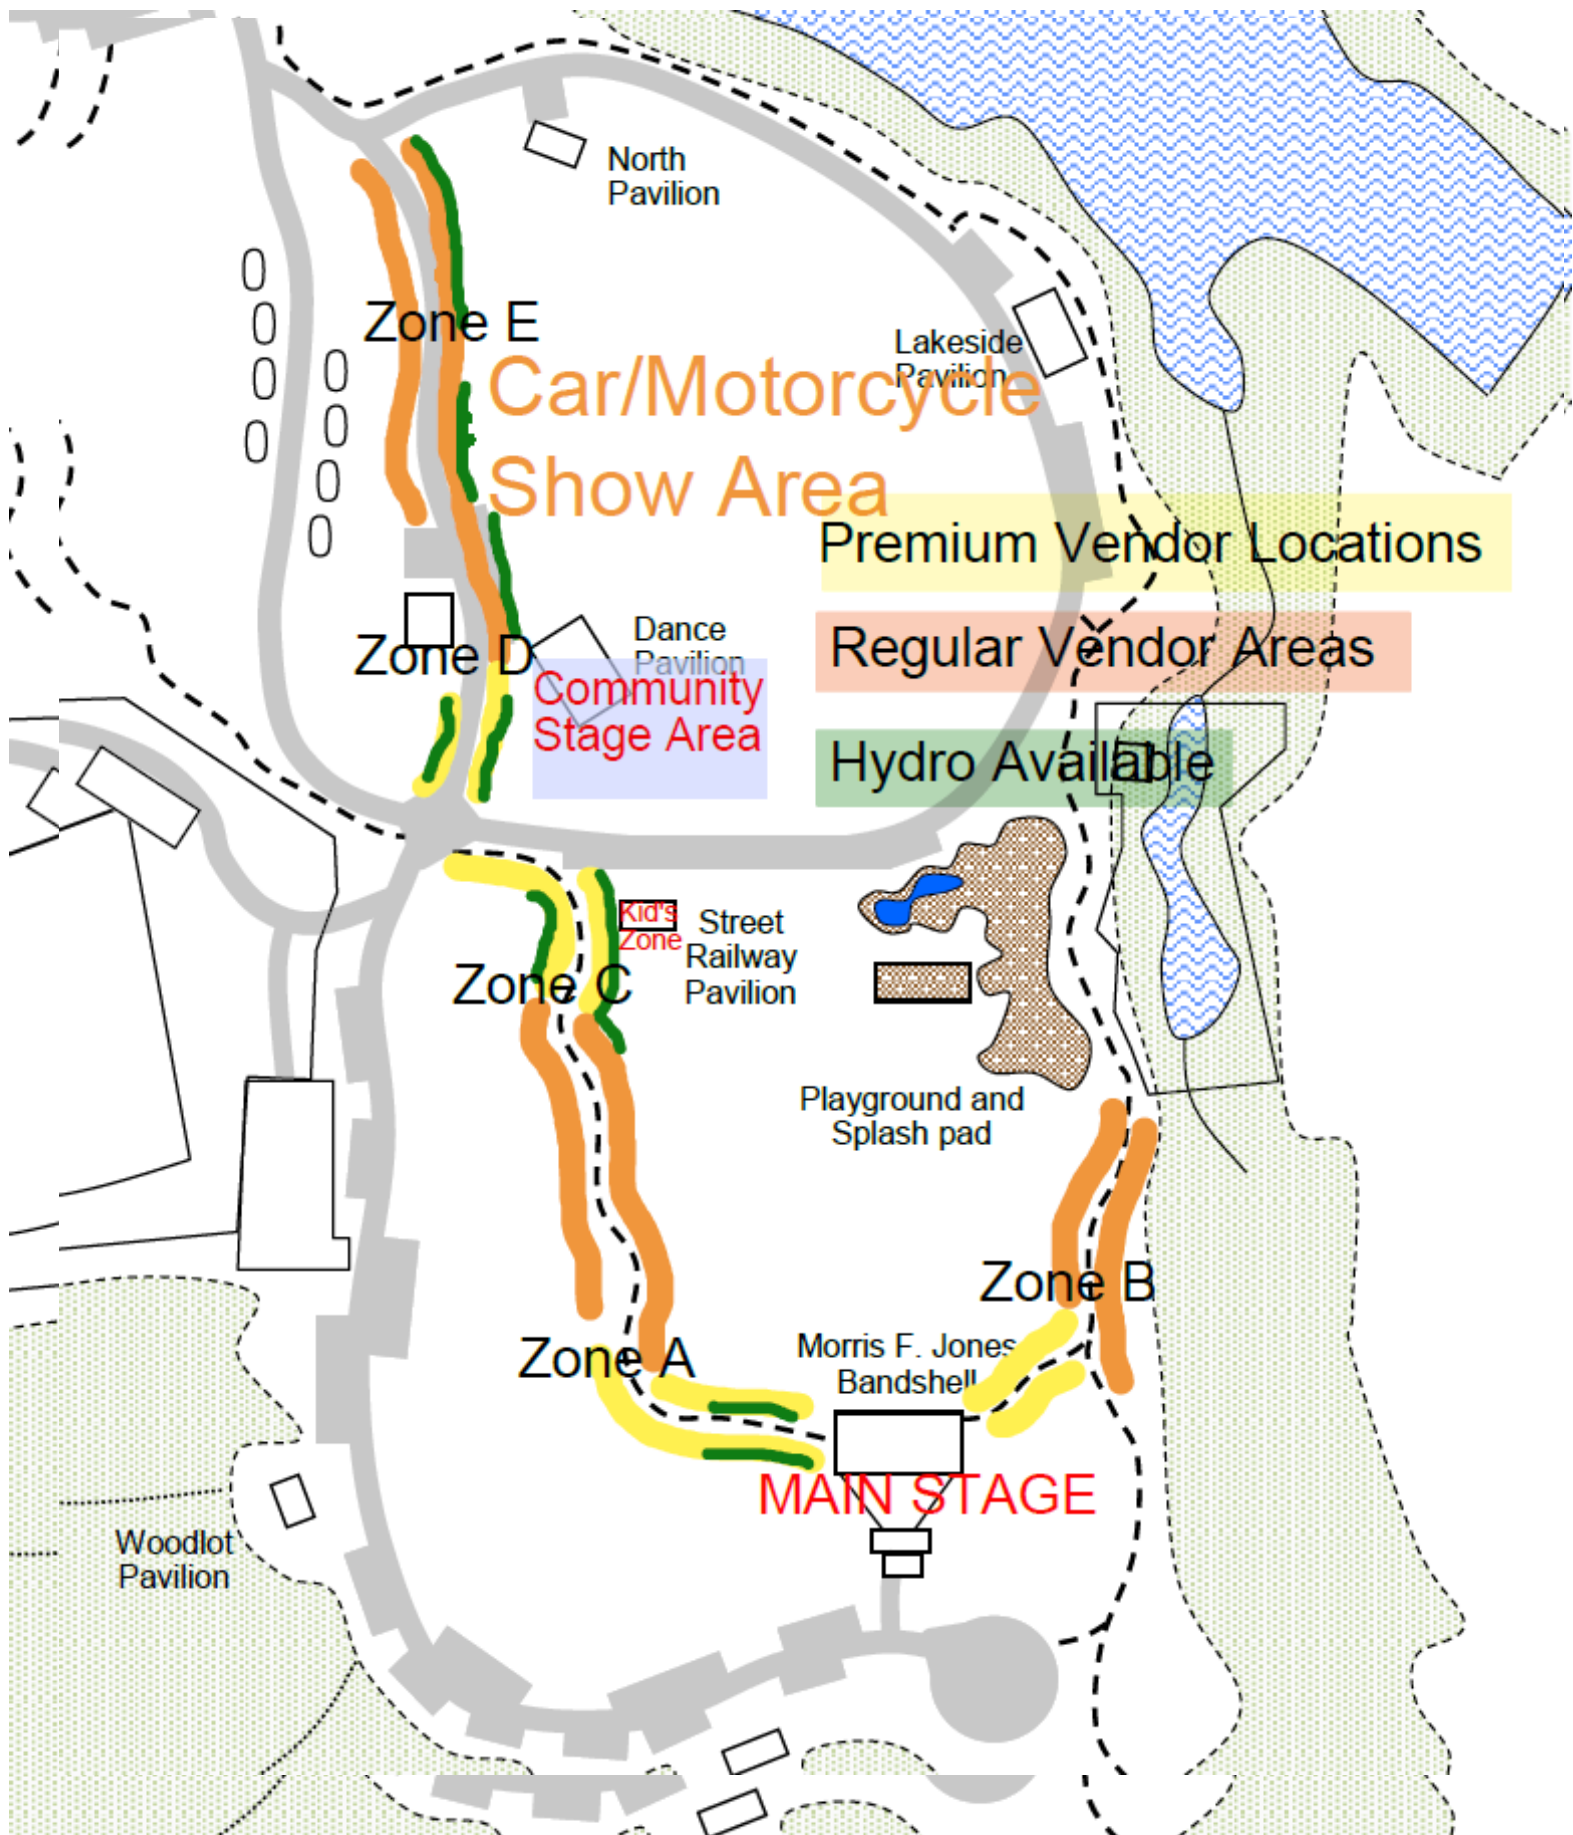 North
Pavilion
Zone E
Lakeside
Pavilion
Car/Motorcycle
Show Area
Premium Vendor Locations
Regular Vendor Areas
Hydro Available
Dance
Pavilion
Zone D
Community
Stage Area
Kid's
Zone
Street
Railway
Pavilion
Zone C
Playground and
Splash pad
Zone B
Zone A
Morris F. Jones
Bandshell
MAIN STAGE
Woodlot
Pavilion